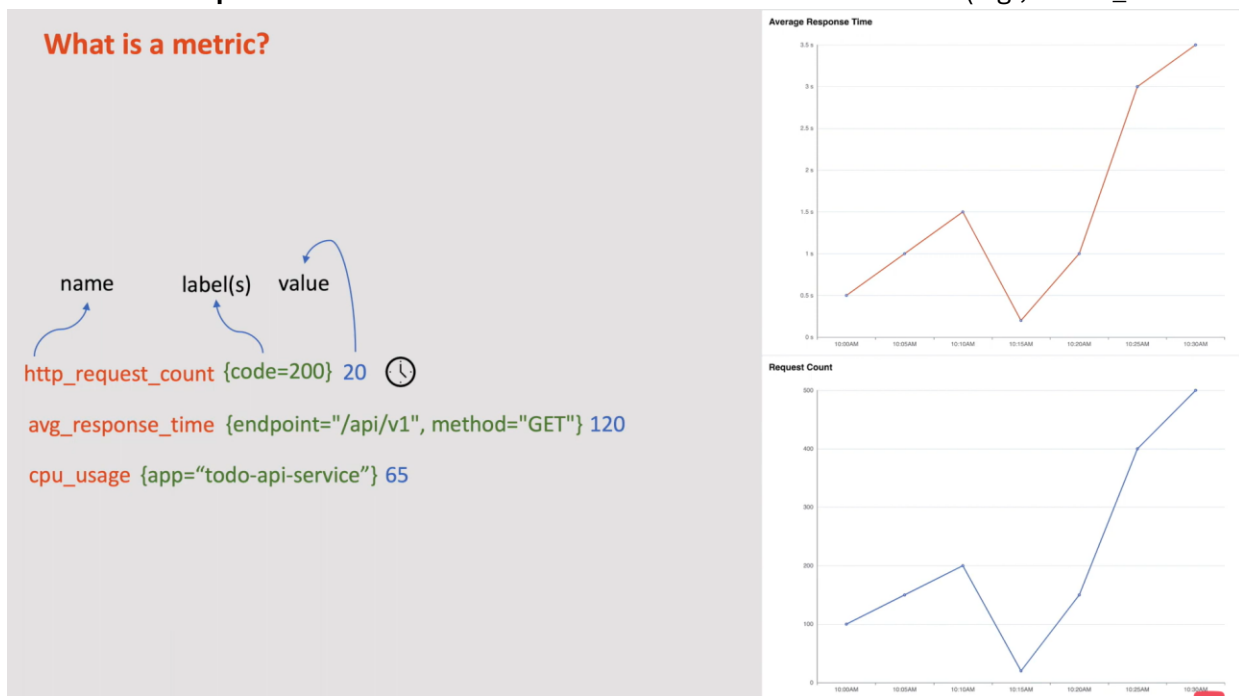 What is a metric?
name label(s) value
http_request_count {code=200} 20
avg_response_time {endpoint="/api/v1", method="GET"} 120
cpu_usage {app=“todo-api-service”} 65
Average Response Time
3.5 s
3 s
2.5 s
2 s
1.5 s
1 s
0.5 s
0 s
10:00AM 10:05AM 10:10AM 10:15AM 10:20AM 10:25AM 10:30AM
Request Count
500
400
300
200
100
0
10:00AM 10:05AM 10:10AM 10:15AM 10:20AM 10:25AM 10:30AM